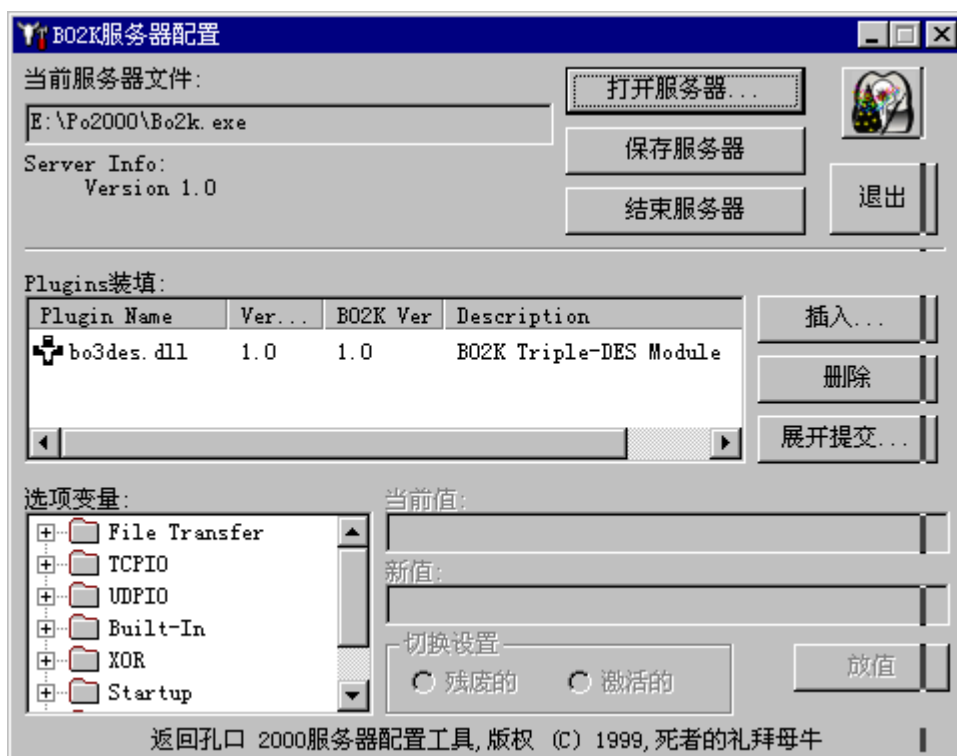 BO2K服务器配置
当前服务器文件:
打开服务器...
E:\Po2000\Bo2k.exe
保存服务器
Server Info:
Version 1.0
退出
结束服务器
Plugins装填:
Plugin Name Ver... BO2K Ver Description
插入...
bo3des.dll 1.0 1.0 BO2K Triple-DES Module
删除
展开提交...
选项变量:
File Transfer
TCPIO
UDPIO
Built-In
XOR
Startup
当前值:
新值:
切换设置
残废的 激活的
放值
返回孔口 2000服务器配置工具,版权 (C) 1999,死者的礼拜母牛